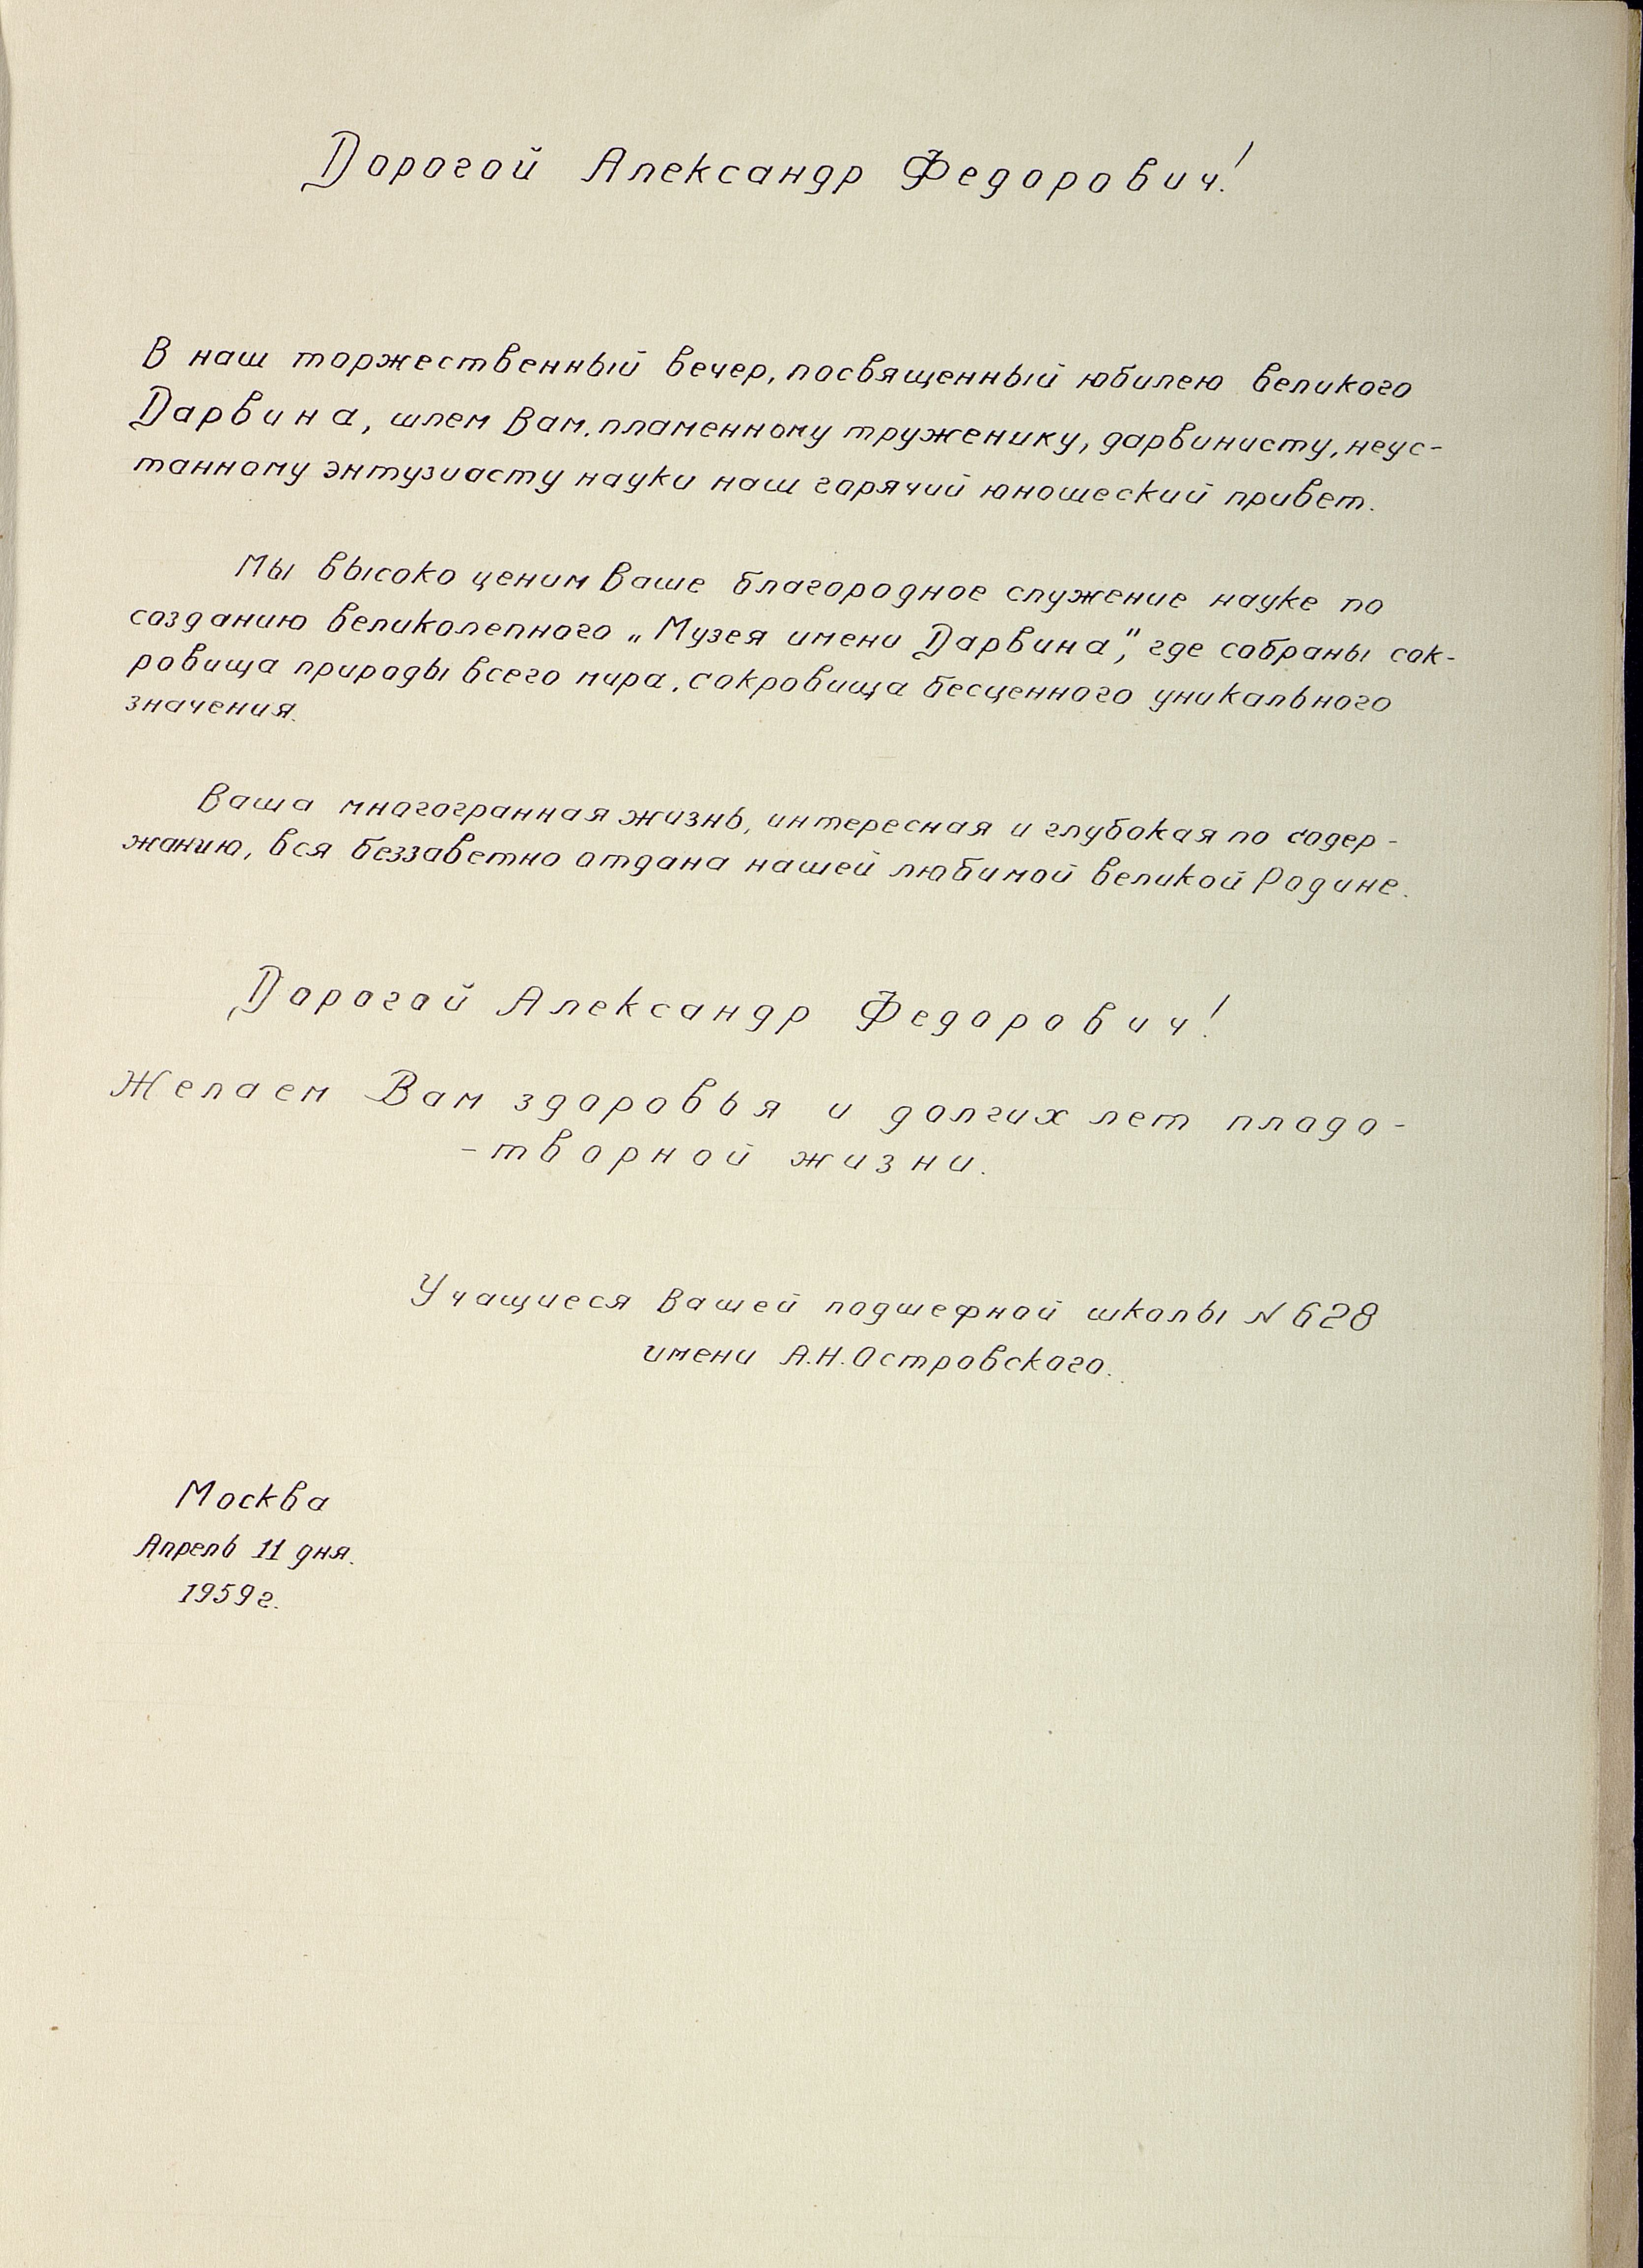 Дорогой Александр Федорович!
В наш торжественный вечер, посвященный юбилею великого
Дарвина, шлем Вам, пламенному труженику, дарвинисту, неус-
танному энтузиасту науки наш горячий юношеский привет.
Мы высоко ценим Ваше благородное служение науке по
созданию великолепного „Музея имени Дарвина", где собраны сок-
ровища природы всего мира, сокровища бесценного уникального
значения.
Ваша многогранная жизнь, интересная и глубокая по содер-
жанию, вся беззаветно отдана нашей любимой великой Родине.
Дорогой Александр Федорович!
Желаем Вам здоровья и долгих лет пладо-
-творной жизни.
Учащиеся Вашей подшефной школы N 628
имени А.Н. Островского.
Москва
Апрель 11 дня.
1959 г.